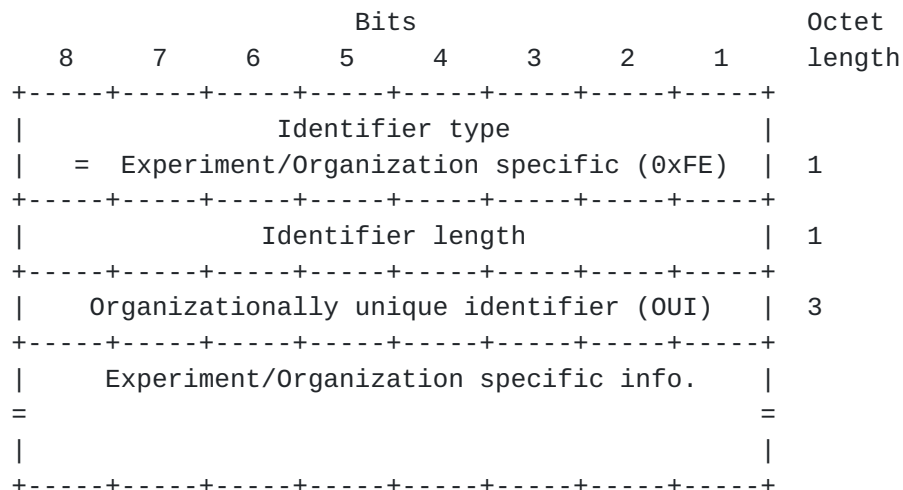 Bits Octet
8 7 6 5 4 3 2 1 length
+-----+-----+-----+-----+-----+-----+-----+-----+
| Identifier type |
| = Experiment/Organization specific (0xFE) | 1
+-----+-----+-----+-----+-----+-----+-----+-----+
| Identifier length | 1
+-----+-----+-----+-----+-----+-----+-----+-----+
| Organizationally unique identifier (OUI) | 3
+-----+-----+-----+-----+-----+-----+-----+-----+
| Experiment/Organization specific info. |
= =
| |
+-----+-----+-----+-----+-----+-----+-----+-----+